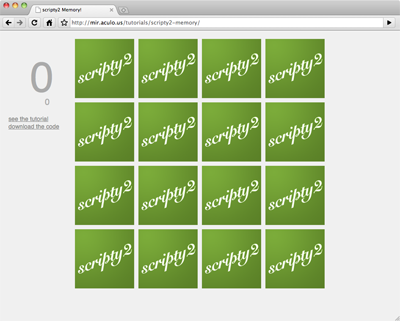 scripty2 Memory!
http://mir.aculo.us/tutorials/scripty2-memory/
0
0
see the tutorial
download the code
scripty2 scripty2 scripty2 scripty2
scripty2 scripty2 scripty2 scripty2
scripty2 scripty2 scripty2 scripty2
scripty2 scripty2 scripty2 scripty2